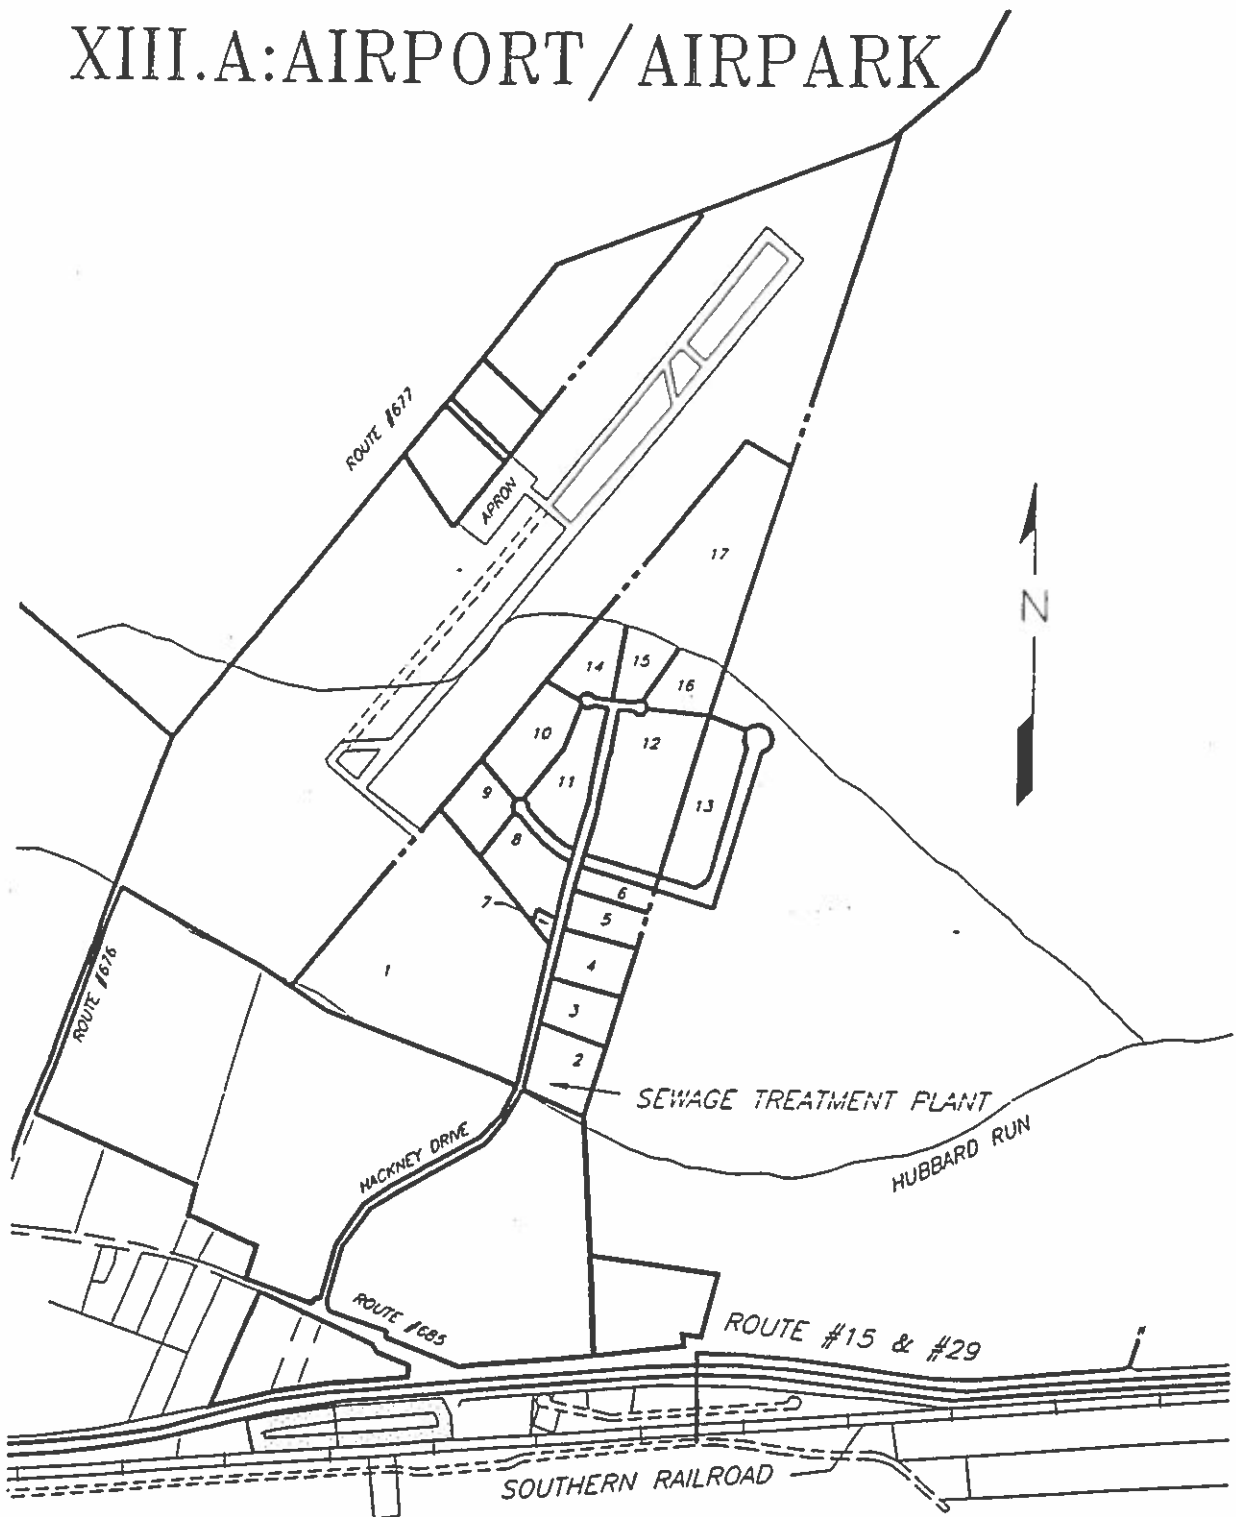 XIII.A:AIRPORT/AIRPARK
ROUTE #677
APRON
17
N
14
15
16
10
12
11
9
13
8
6
7
5
1
4
ROUTE #676
3
2
SEWAGE TREATMENT PLANT
HACKNEY DRIVE
HUBBARD RUN
ROUTE #685
ROUTE #15 & #29
SOUTHERN RAILROAD